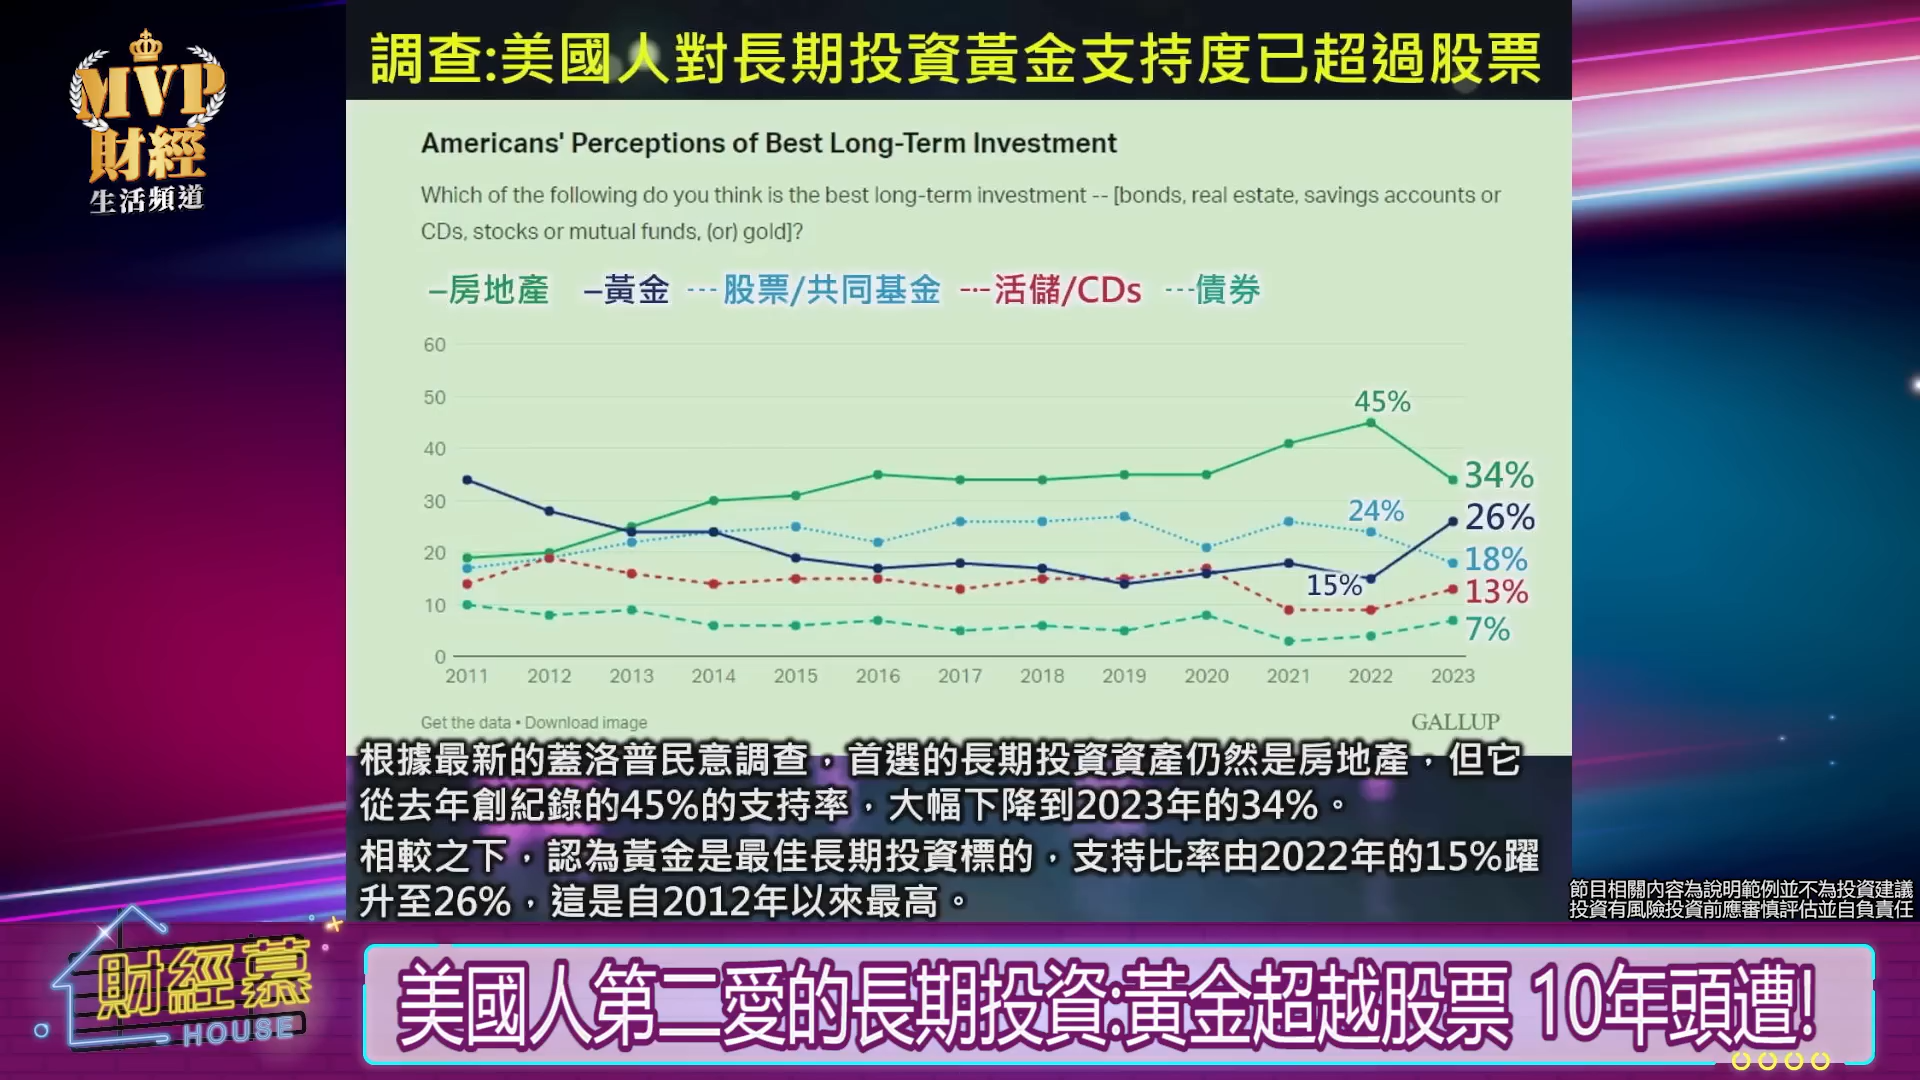 MVP
財經
生活頻道
調查:美國人對長期投資黃金支持度已超過股票
Americans' Perceptions of Best Long-Term Investment
Which of the following do you think is the best long-term investment -- [bonds, real estate, savings accounts or
CDs, stocks or mutual funds, (or) gold]?
房地產 黃金 股票/共同基金 活儲/CDs 債券
60
50
40
30
20
10
0
45%
34%
24%
26%
18%
15%
13%
7%
2011 2012 2013 2014 2015 2016 2017 2018 2019 2020 2021 2022 2023
Get the data • Download image
GALLUP
根據最新的蓋洛普民意調查，首選的長期投資資產仍然是房地產，但它
從去年創紀錄的45%的支持率，大幅下降到2023年的34%。
相較之下，認為黃金是最佳長期投資標的，支持比率由2022年的15%躍
升至26%，這是自2012年以來最高。
節目相關內容為說明範例並不為投資建議
投資有風險投資前應審慎評估並自負責任
財經慕
HOUSE
美國人第二愛的長期投資:黃金超越股票 10年頭遭!